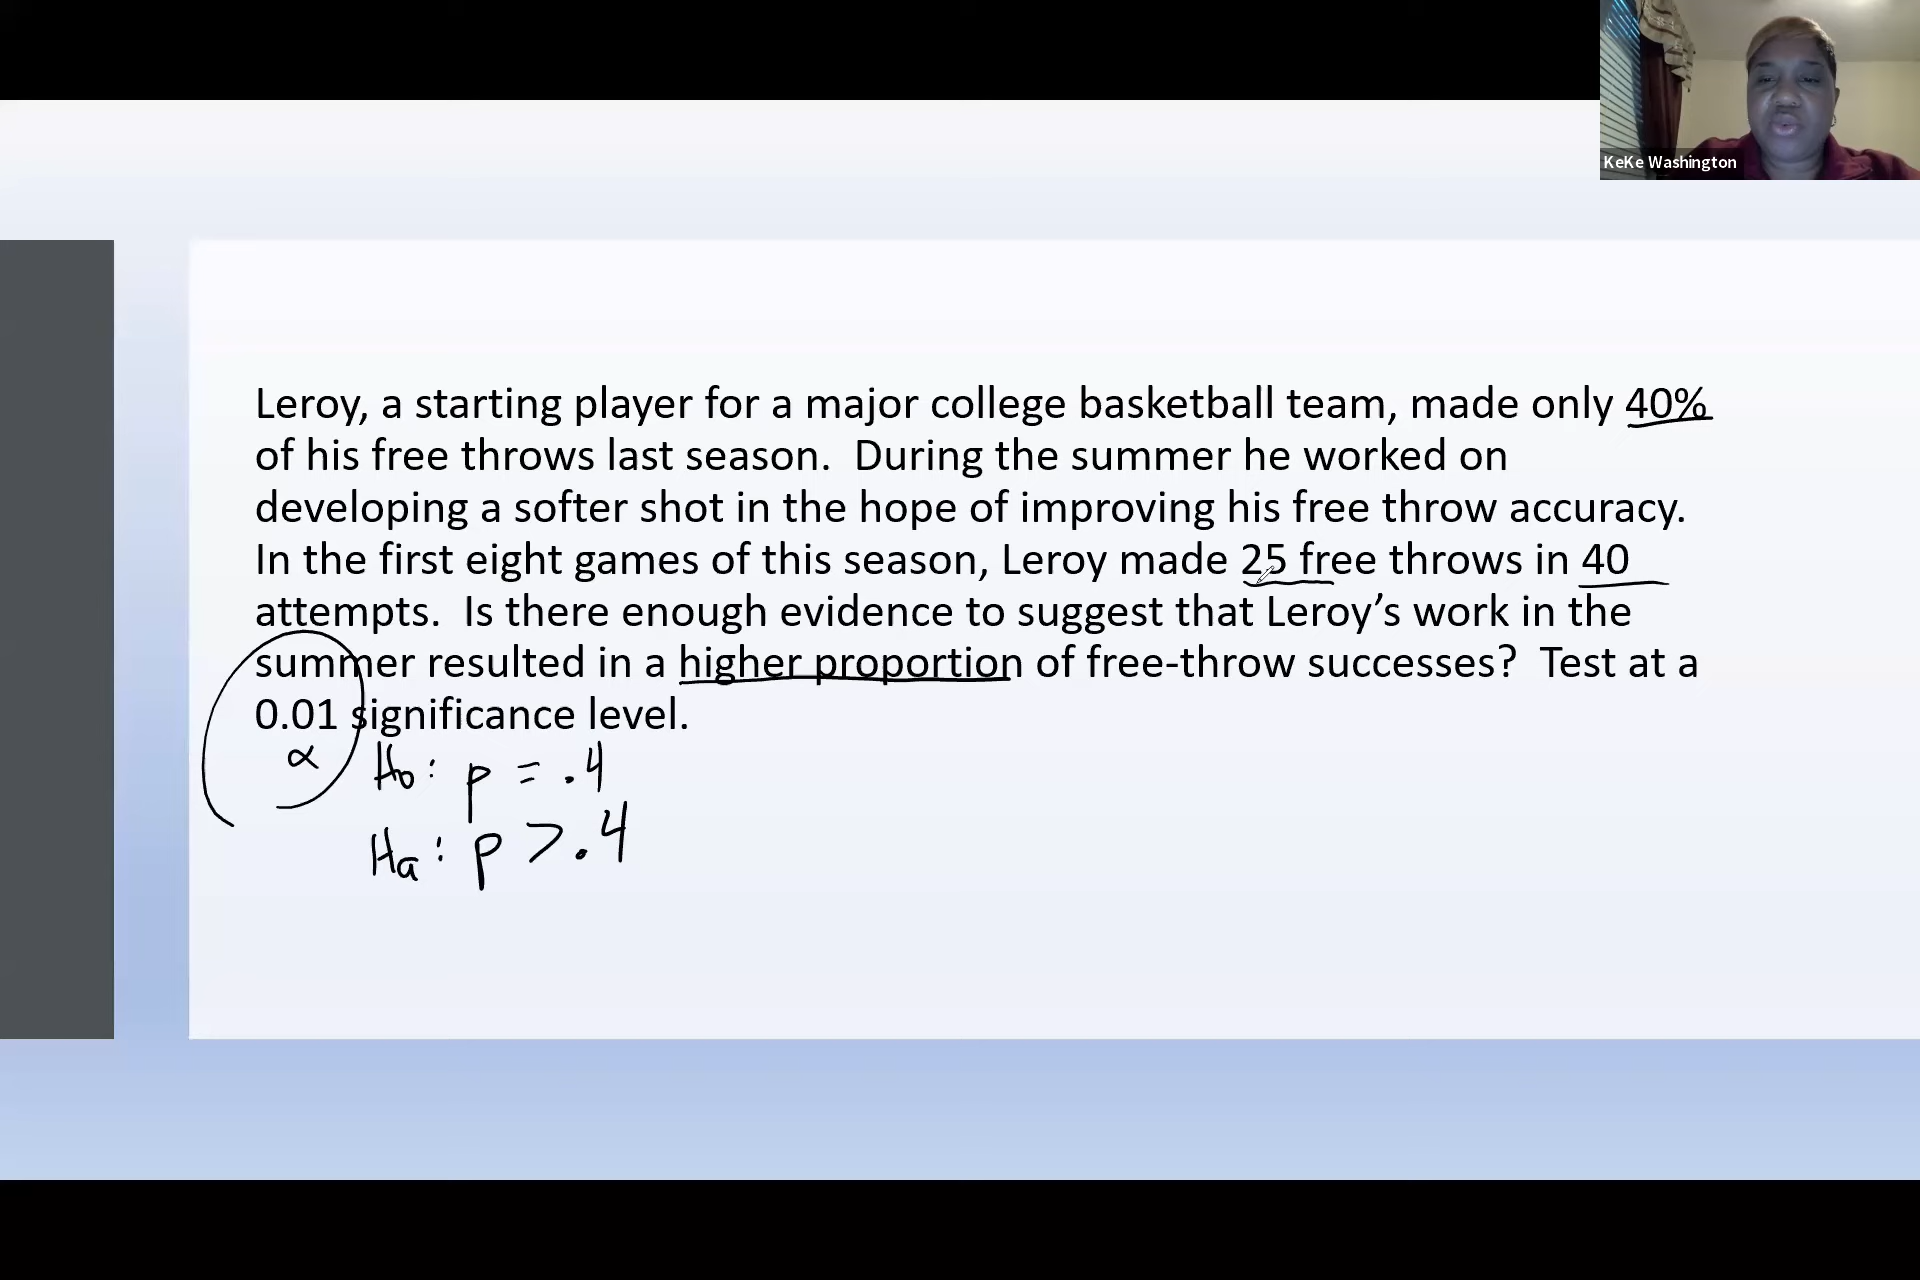 KeKe Washington
Leroy, a starting player for a major college basketball team, made only 40%
of his free throws last season. During the summer he worked on
developing a softer shot in the hope of improving his free throw accuracy.
In the first eight games of this season, Leroy made 25 free throws in 40
attempts. Is there enough evidence to suggest that Leroy’s work in the
summer resulted in a higher proportion of free-throw successes? Test at a
0.01 significance level.
∝ H₀: p = .4
Hₐ: p > .4